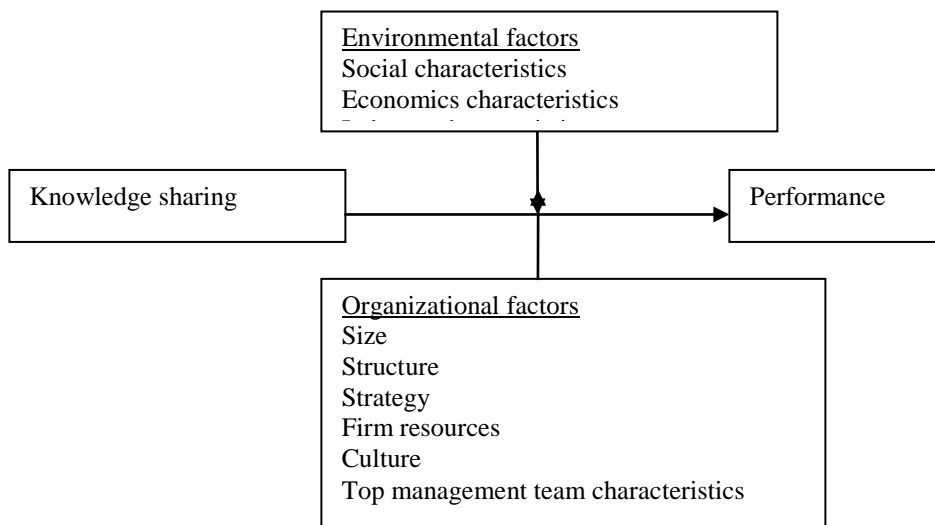 Environmental factors
Social characteristics
Economics characteristics
Knowledge sharing
Performance
Organizational factors
Size
Structure
Strategy
Firm resources
Culture
Top management team characteristics